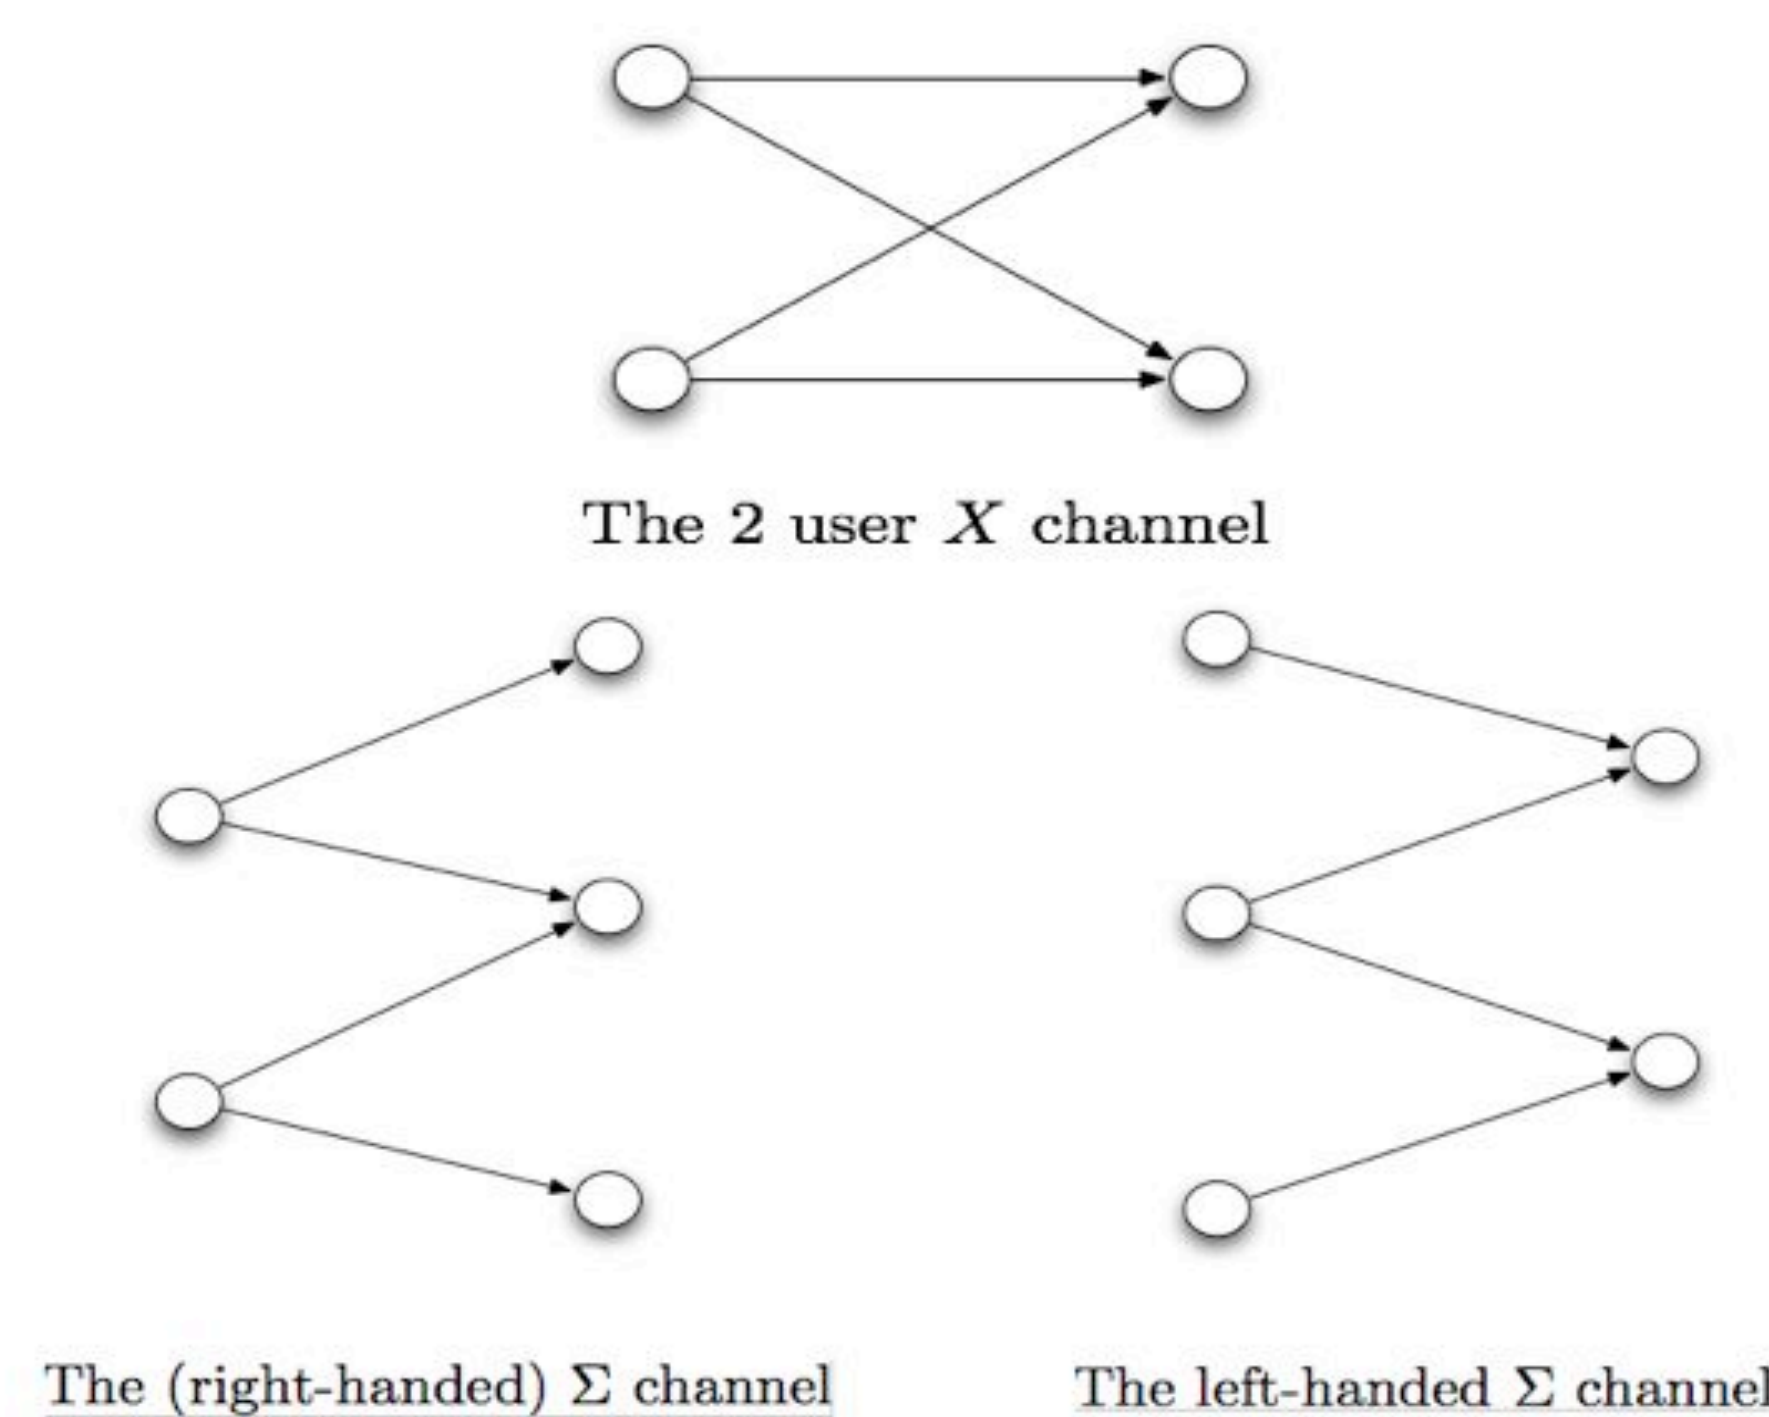 The 2 user X channel
The (right-handed) Σ channel
The left-handed Σ channel